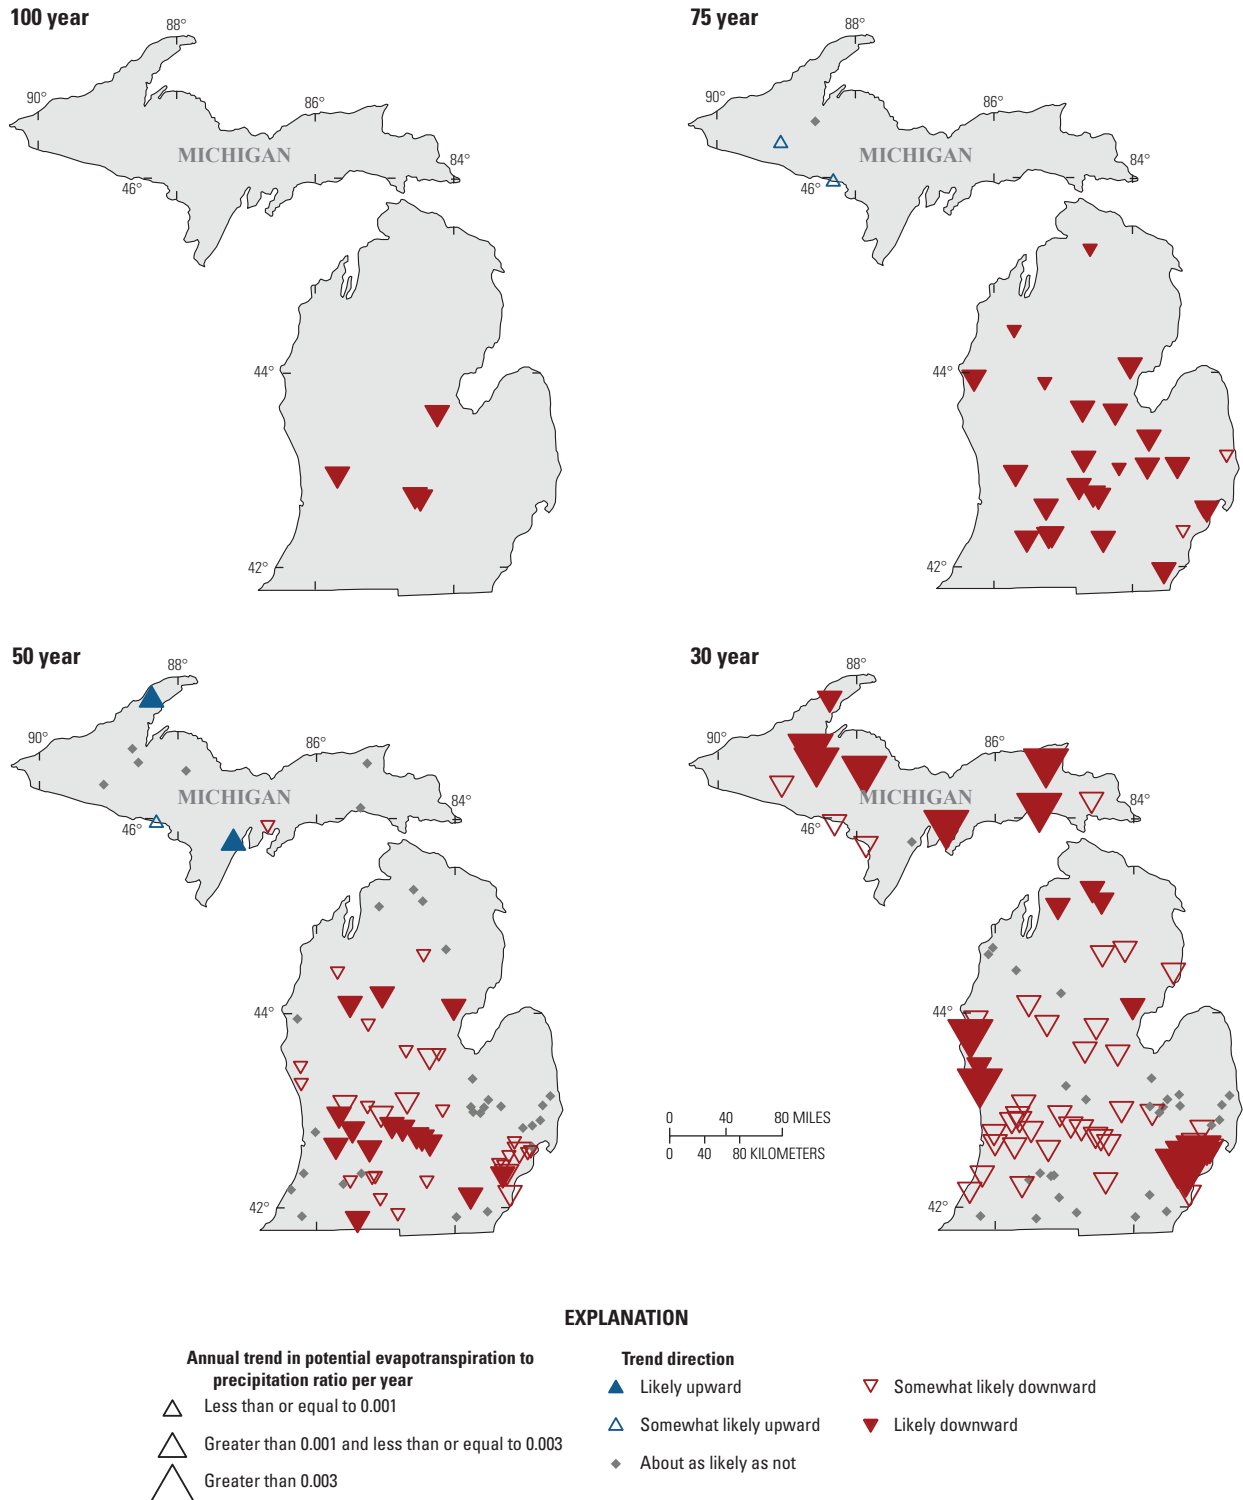 100 year
88°
90°
86°
MICHIGAN
84°
46°
44°
42°
75 year
88°
90°
86°
MICHIGAN
84°
46°
44°
42°
50 year
88°
90°
86°
MICHIGAN
84°
46°
44°
42°
30 year
88°
90°
86°
MICHIGAN
84°
46°
44°
42°
0 40 80 MILES
0 40 80 KILOMETERS
EXPLANATION
Annual trend in potential evapotranspiration to
precipitation ratio per year
Less than or equal to 0.001
Greater than 0.001 and less than or equal to 0.003
Greater than 0.003
Trend direction
Likely upward
Somewhat likely upward
About as likely as not
Somewhat likely downward
Likely downward